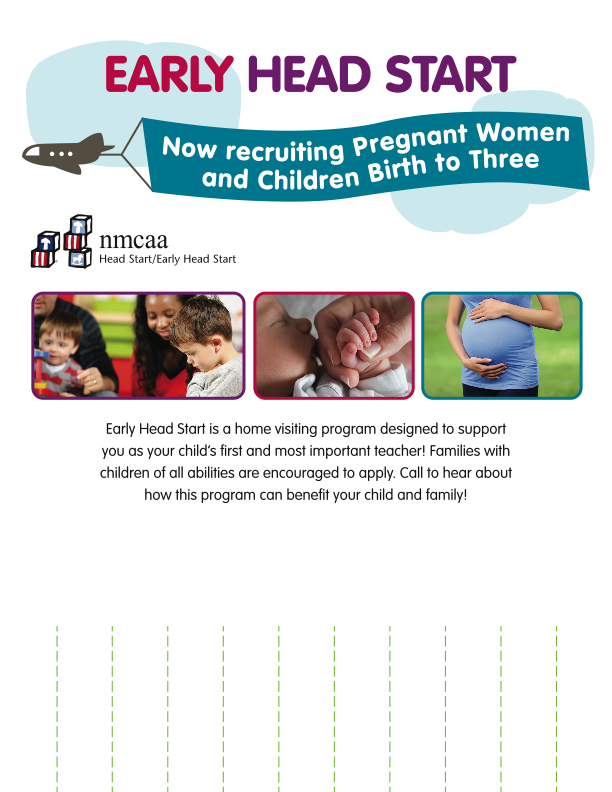 EARLY HEAD START
Now recruiting Pregnant Women
and Children Birth to Three
nmcaa
Head Start/Early Head Start
Early Head Start is a home visiting program designed to support
you as your child's first and most important teacher! Families with
children of all abilities are encouraged to apply. Call to hear about
how this program can benefit your child and family!